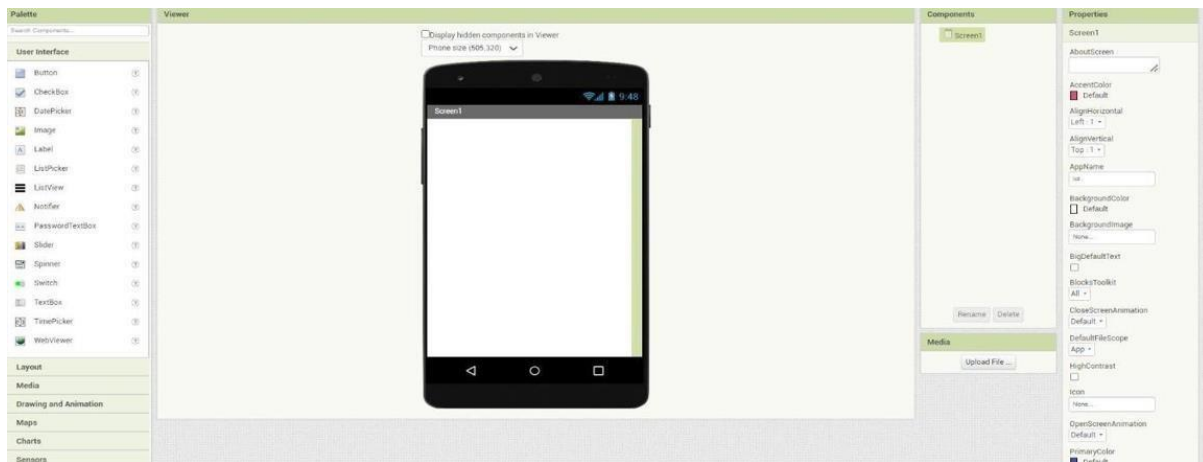 Palette
Search Components...
User Interface
Button
CheckBox
DatePicker
Image
Label
ListPicker
ListView
Notifier
PasswordTextBox
Slider
Spinner
Switch
TextBox
TimePicker
WebViewer
Layout
Media
Drawing and Animation
Maps
Charts
Sensors
Viewer
Display hidden components in Viewer
Phone size (505,320)
9:48
Screen1
Components
Screen1
Rename Delete
Media
Upload File ...
Properties
Screen1
AboutScreen
AccentColor
Default
AlignHorizontal
Left : 1
AlignVertical
Top : 1
AppName
BackgroundColor
Default
BackgroundImage
None...
BigDefaultText
BlocksToolkit
All
CloseScreenAnimation
Default
DefaultFileScope
App
HighContrast
Icon
None...
OpenScreenAnimation
Default
PrimaryColor
Default